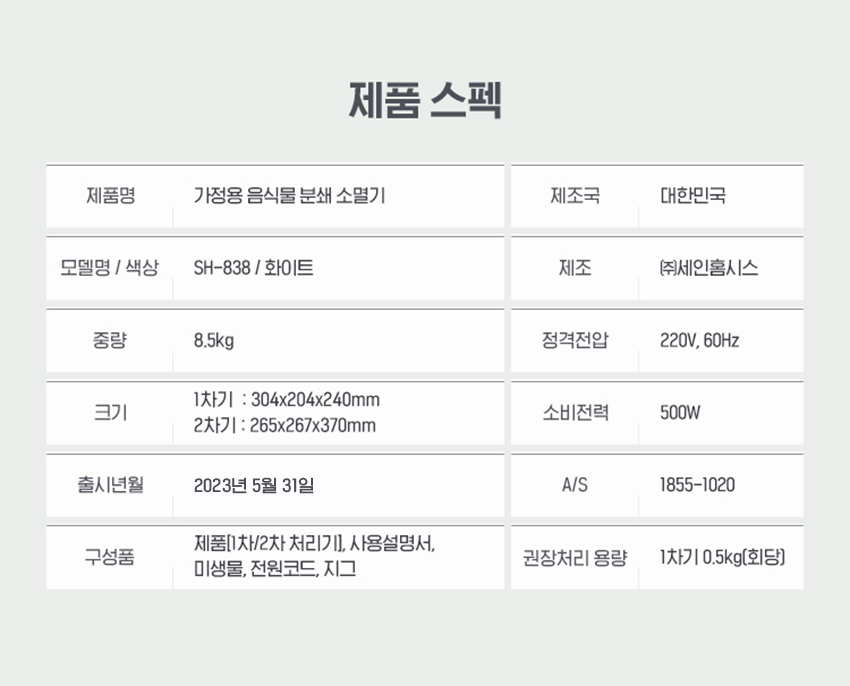 제품 스펙
제품명 가정용 음식물 분쇄 소멸기 제조국 대한민국
모델명 / 색상 SH-838 / 화이트 제조 ㈜세인홈시스
중량 8.5kg 정격전압 220V, 60Hz
크기 1차기 : 304x204x240mm 소비전력 500W
2차기 : 265x267x370mm
출시년월 2023년 5월 31일 A/S 1855-1020
구성품 제품[1차/2차 처리기], 사용설명서, 권장처리 용량 1차기 0.5kg(회당)
미생물, 전원코드, 지그